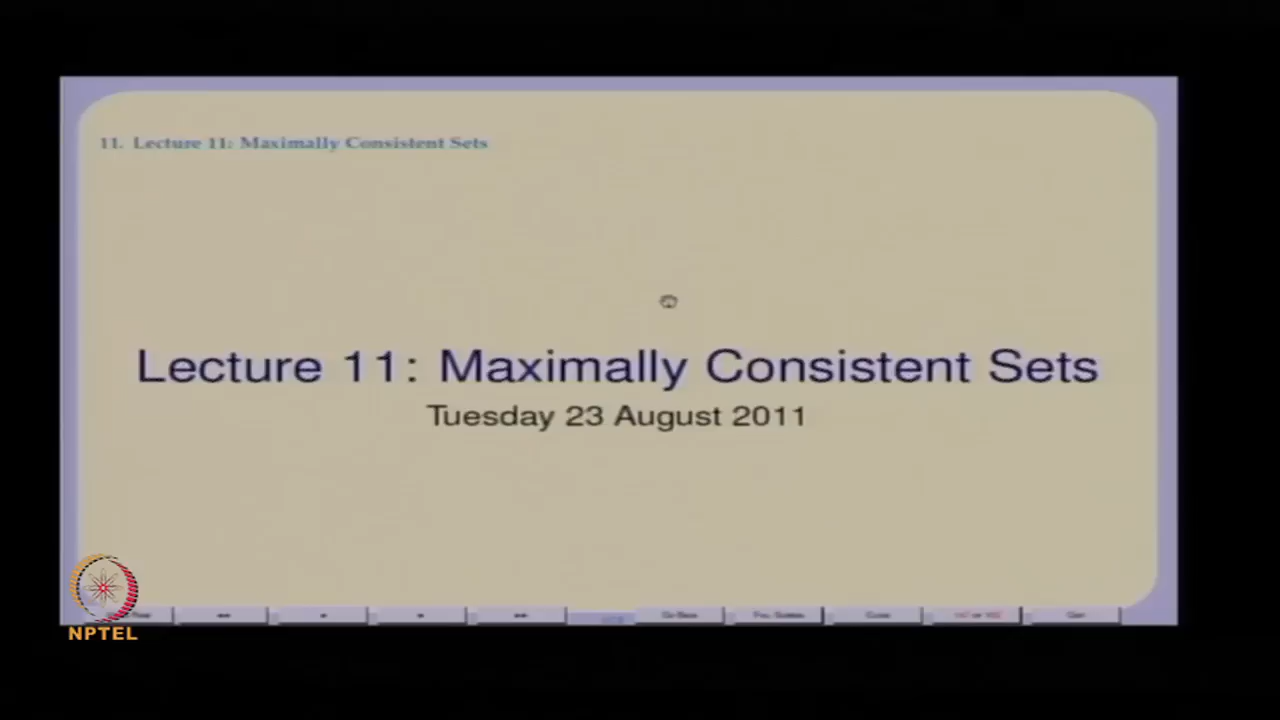 11. Lecture 11: Maximally Consistent Sets
Lecture 11: Maximally Consistent Sets
Tuesday 23 August 2011
NPTEL